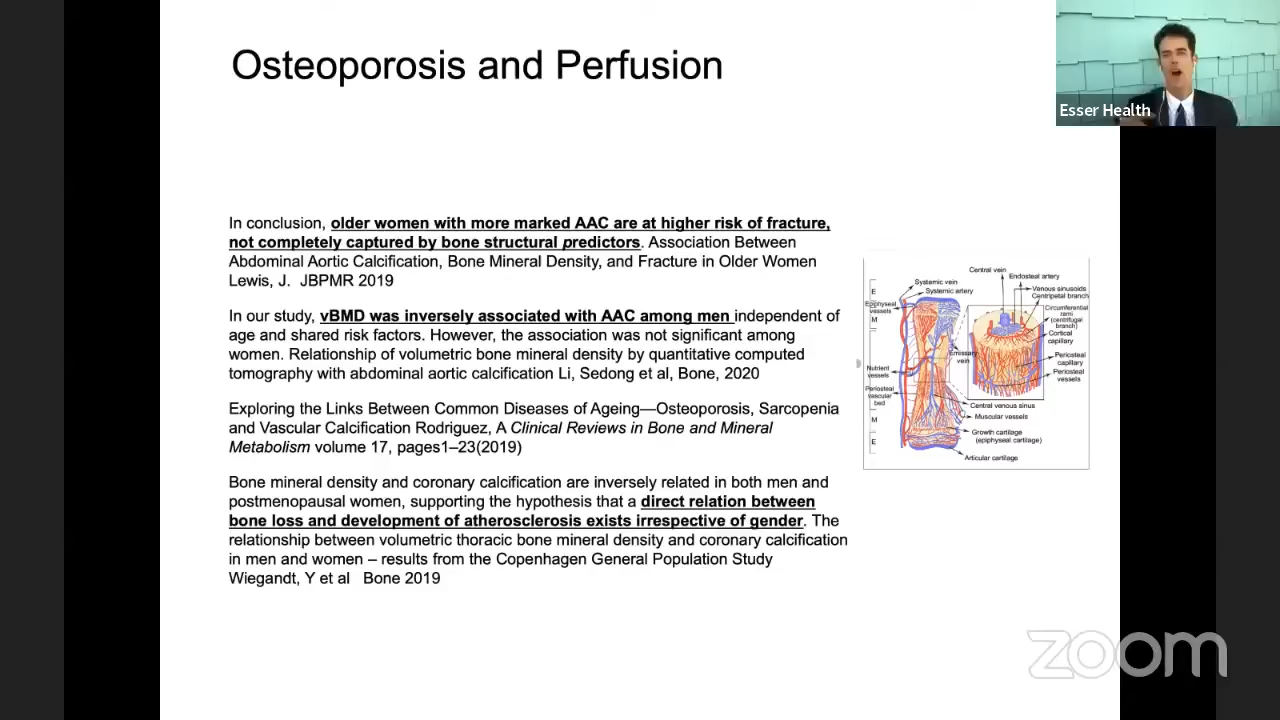 Osteoporosis and Perfusion
Esser Health
In conclusion, older women with more marked AAC are at higher risk of fracture,
not completely captured by bone structural predictors. Association Between
Abdominal Aortic Calcification, Bone Mineral Density, and Fracture in Older Women
Lewis, J.  JBPMR 2019
In our study, vBMD was inversely associated with AAC among men independent of
age and shared risk factors. However, the association was not significant among
women. Relationship of volumetric bone mineral density by quantitative computed
tomography with abdominal aortic calcification Li, Sedong et al, Bone, 2020
Exploring the Links Between Common Diseases of Ageing—Osteoporosis, Sarcopenia
and Vascular Calcification Rodriguez, A Clinical Reviews in Bone and Mineral
Metabolism volume 17, pages1–23(2019)
Bone mineral density and coronary calcification are inversely related in both men and
postmenopausal women, supporting the hypothesis that a direct relation between
bone loss and development of atherosclerosis exists irrespective of gender. The
relationship between volumetric thoracic bone mineral density and coronary calcification
in men and women – results from the Copenhagen General Population Study
Wiegandt, Y et al   Bone 2019
Central vein
Endosteal artery
Systemic vein
Systemic artery
Venous sinusoids
Centripetal branch
E
Epiphyseal
vessels
M
Circumferential
rami
(centrifugal
branch)
Cortical
capillary
Emissary
vein
Periosteal
capillary
Nutrient
vessels
Periosteal
vessels
Periosteal
vascular
bed
Central venous sinus
M
Muscular vessels
Growth cartilage
(epiphyseal cartilage)
E
Articular cartilage
zoom